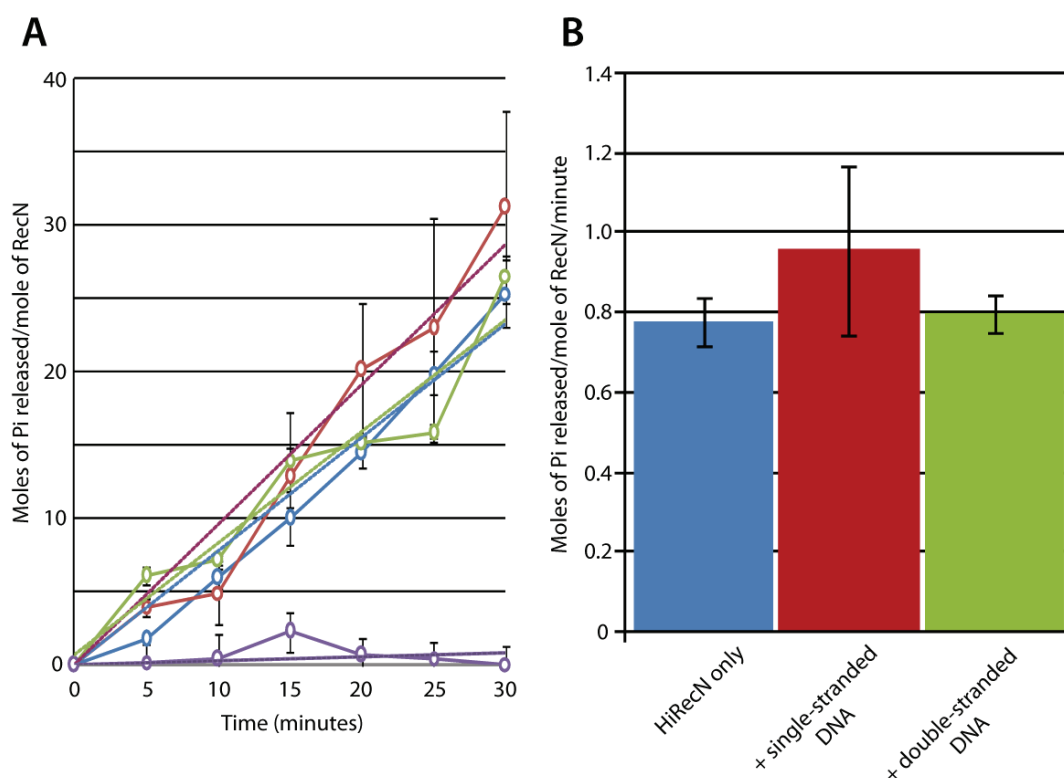 A
Moles of Pi released/mole of RecN
40
30
20
10
0
0 5 10 15 20 25 30
Time (minutes)
B
Moles of Pi released/mole of RecN/minute
1.4
1.2
1.0
0.8
0.6
0.4
0.2
0
HiRecN only
+ single-stranded
DNA
+ double-stranded
DNA